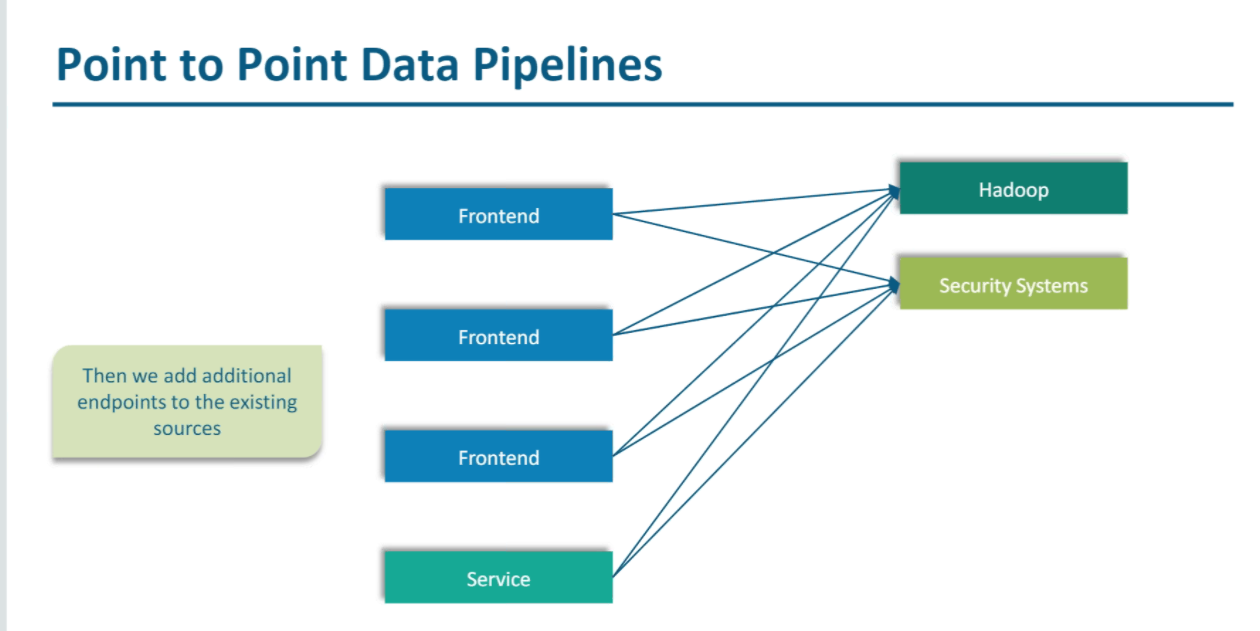 Point to Point Data Pipelines
Frontend
Hadoop
Security Systems
Frontend
Then we add additional
endpoints to the existing
sources
Frontend
Service